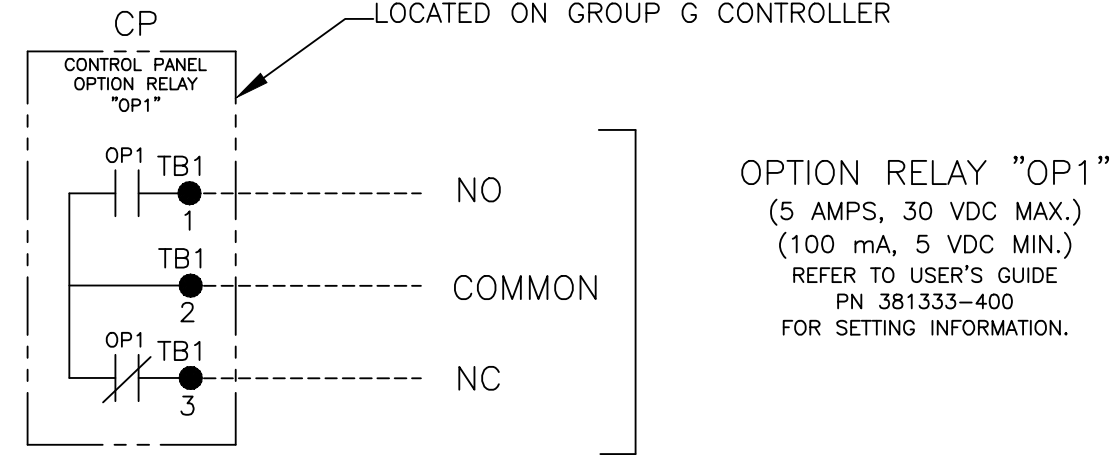 LOCATED ON GROUP G CONTROLLER
CP
CONTROL PANEL
OPTION RELAY
"OP1"
OP1
TB1
1
NO
TB1
2
COMMON
OP1
TB1
3
NC
OPTION RELAY "OP1"
(5 AMPS, 30 VDC MAX.)
(100 mA, 5 VDC MIN.)
REFER TO USER'S GUIDE
PN 381333-400
FOR SETTING INFORMATION.